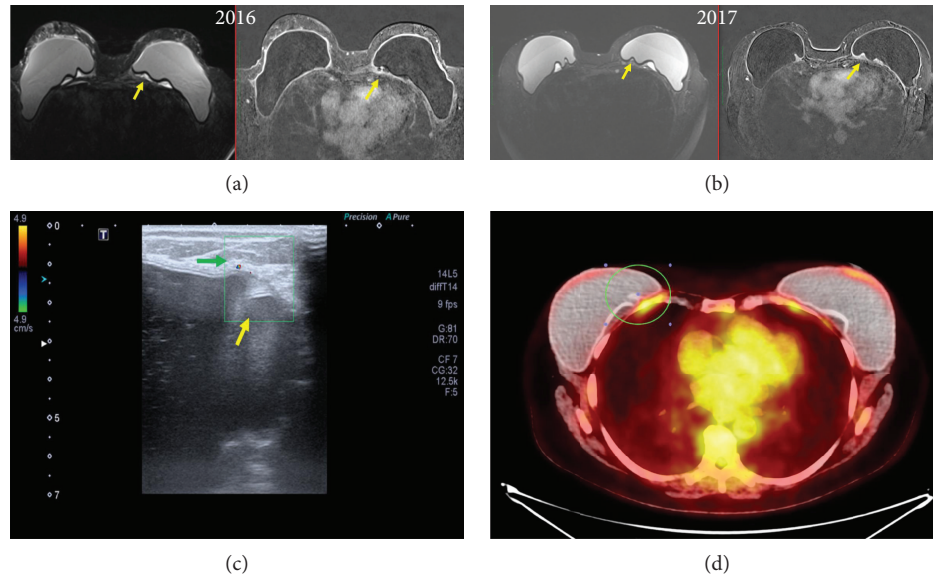 2016
2017
(a)
(b)
4.9
4.9
cm/s
T
0
5
7
Precision A Pure
14L5
diffT14
9 fps
G:81
DR:70
CF 7
CG:32
12.5k
F:5
(c)
(d)